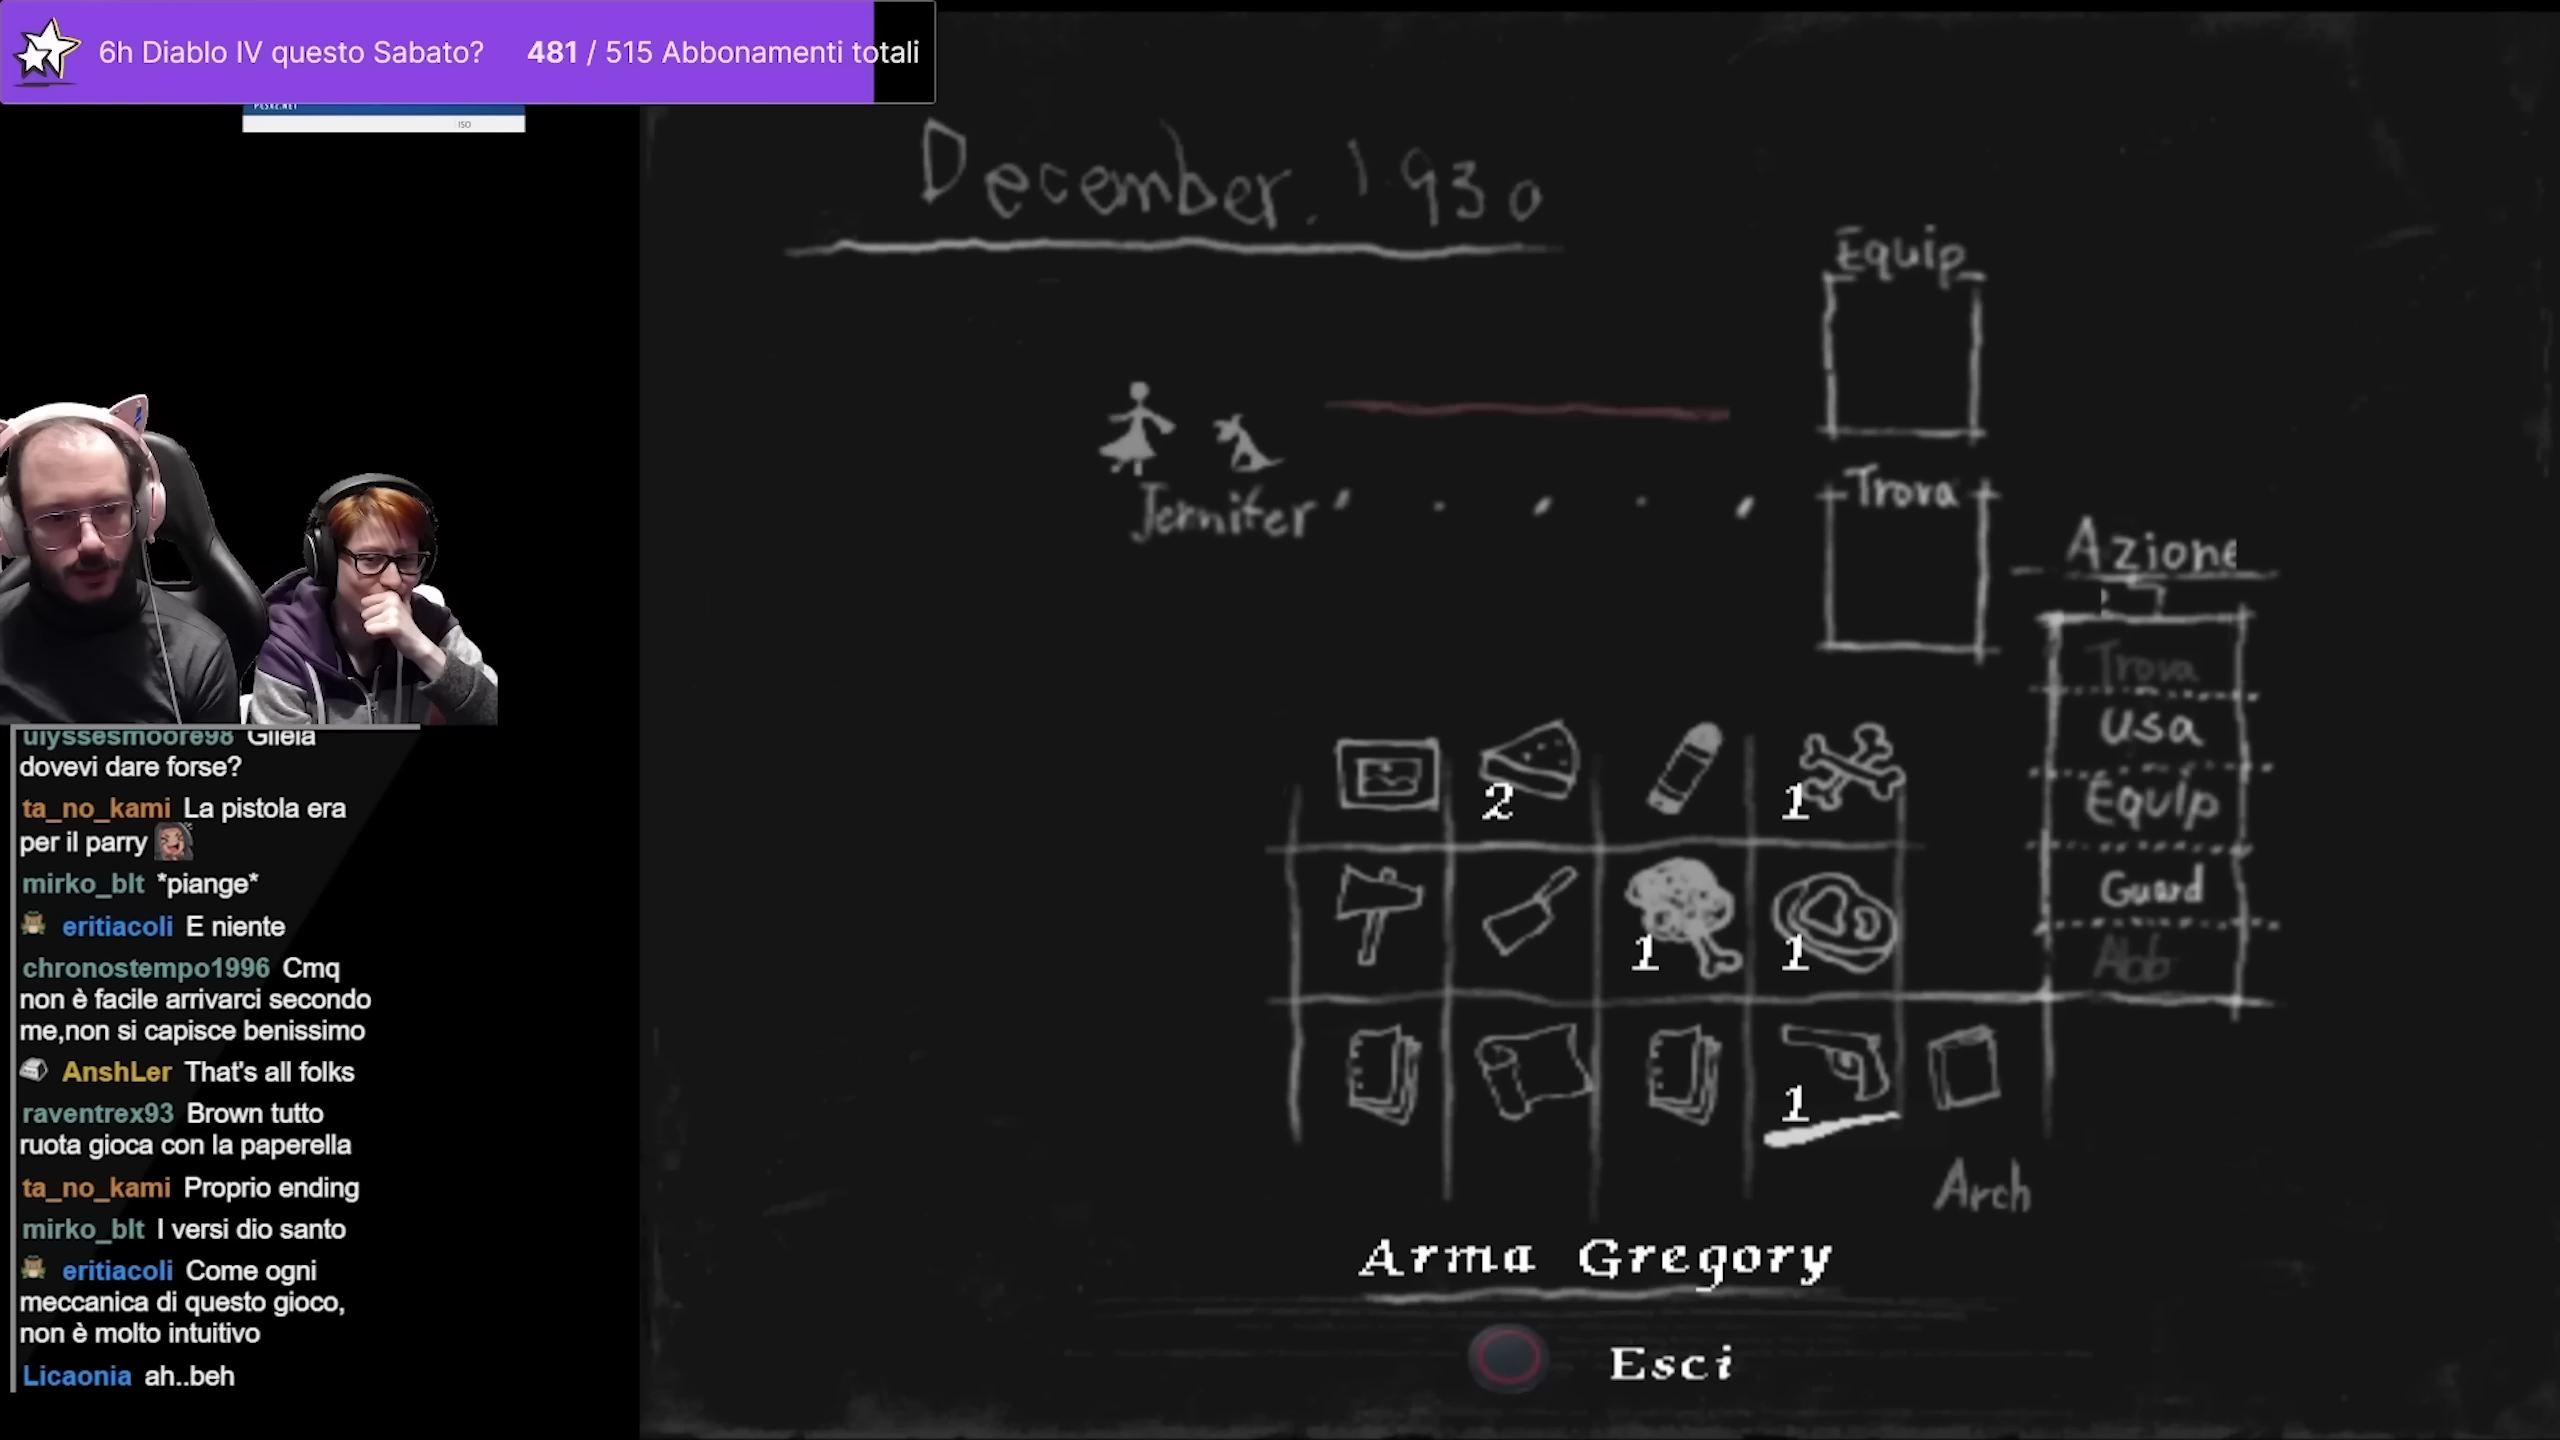 6h Diablo IV questo Sabato? 481 / 515 Abbonamenti totali
ISO
December. 1930
Equip
Jennifer
Trova
Azione
Trova
Usa
Equip
Guard
Abb
2
1
1
1
1
Arch
Arma Gregory
Esci
ulyssesmoore98 Gliela
dovevi dare forse?
ta_no_kami La pistola era
per il parry
mirko_blt *piange*
eritiacoli E niente
chronostempo1996 Cmq
non è facile arrivarci secondo
me,non si capisce benissimo
AnshLer That's all folks
raventrex93 Brown tutto
ruota gioca con la paperella
ta_no_kami Proprio ending
mirko_blt I versi dio santo
eritiacoli Come ogni
meccanica di questo gioco,
non è molto intuitivo
Licaonia ah..beh